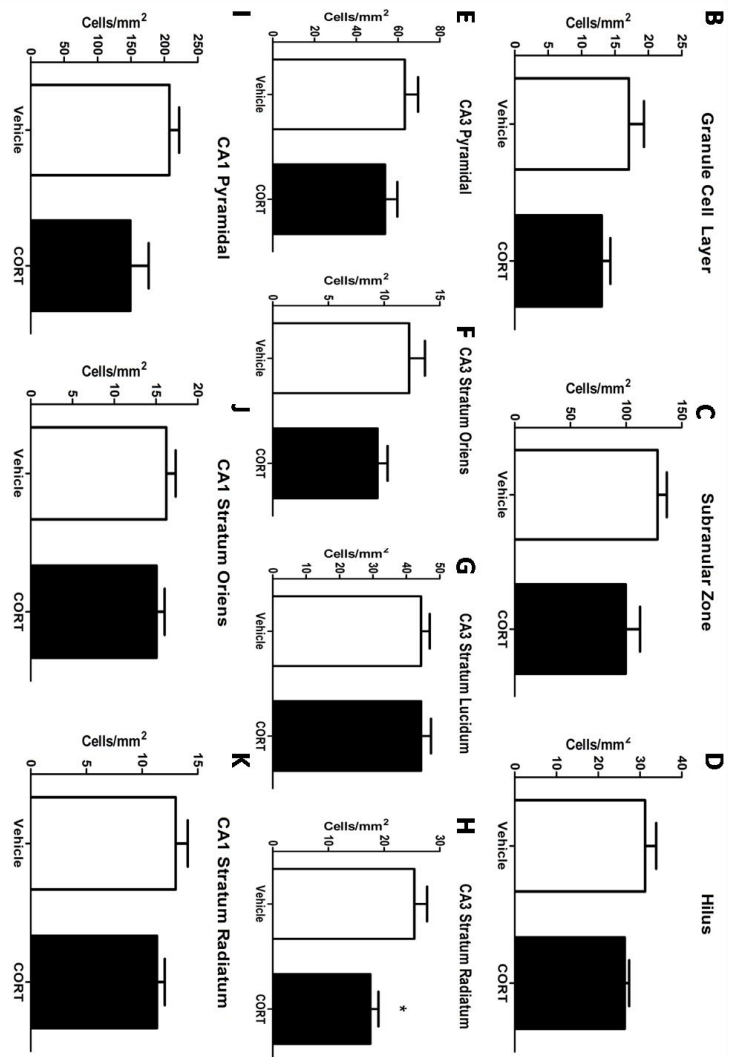 B
Granule Cell Layer
Cells/mm²
25
20
15
10
5
0
Vehicle
CORT
C
Subranular Zone
Cells/mm²
150
100
50
0
Vehicle
CORT
D
Hilus
Cells/mm²
40
30
20
10
0
Vehicle
CORT
E
CA3 Pyramidal
Cells/mm²
80
60
40
20
0
Vehicle
CORT
F
CA3 Stratum Oriens
Cells/mm²
15
10
5
0
Vehicle
CORT
G
CA3 Stratum Lucidum
Cells/mm²
50
40
30
20
10
0
Vehicle
CORT
H
CA3 Stratum Radiatum
Cells/mm²
30
20
10
0
*
Vehicle
CORT
I
CA1 Pyramidal
Cells/mm²
250
200
150
100
50
0
Vehicle
CORT
J
CA1 Stratum Oriens
Cells/mm²
20
15
10
5
0
Vehicle
CORT
K
CA1 Stratum Radiatum
Cells/mm²
15
10
5
0
Vehicle
CORT